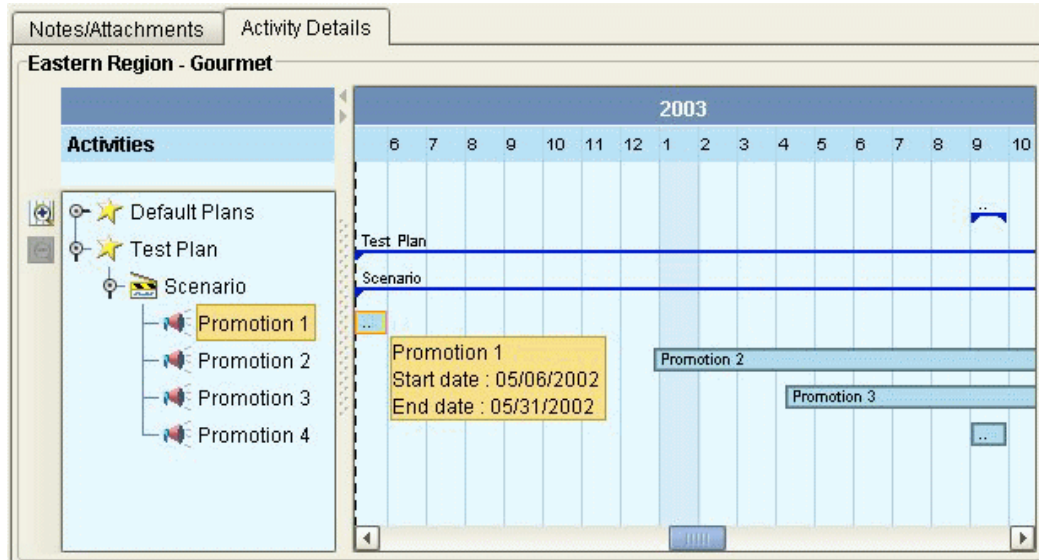 Notes/Attachments Activity Details
Eastern Region - Gourmet
2003
Activities 6 7 8 9 10 11 12 1 2 3 4 5 6 7 8 9 10
Default Plans ..
Test Plan
Test Plan
Scenario
Scenario
Promotion 1 ..
Promotion 1
Start date : 05/06/2002
End date : 05/31/2002
Promotion 2 Promotion 2
Promotion 3 Promotion 3
Promotion 4 ..